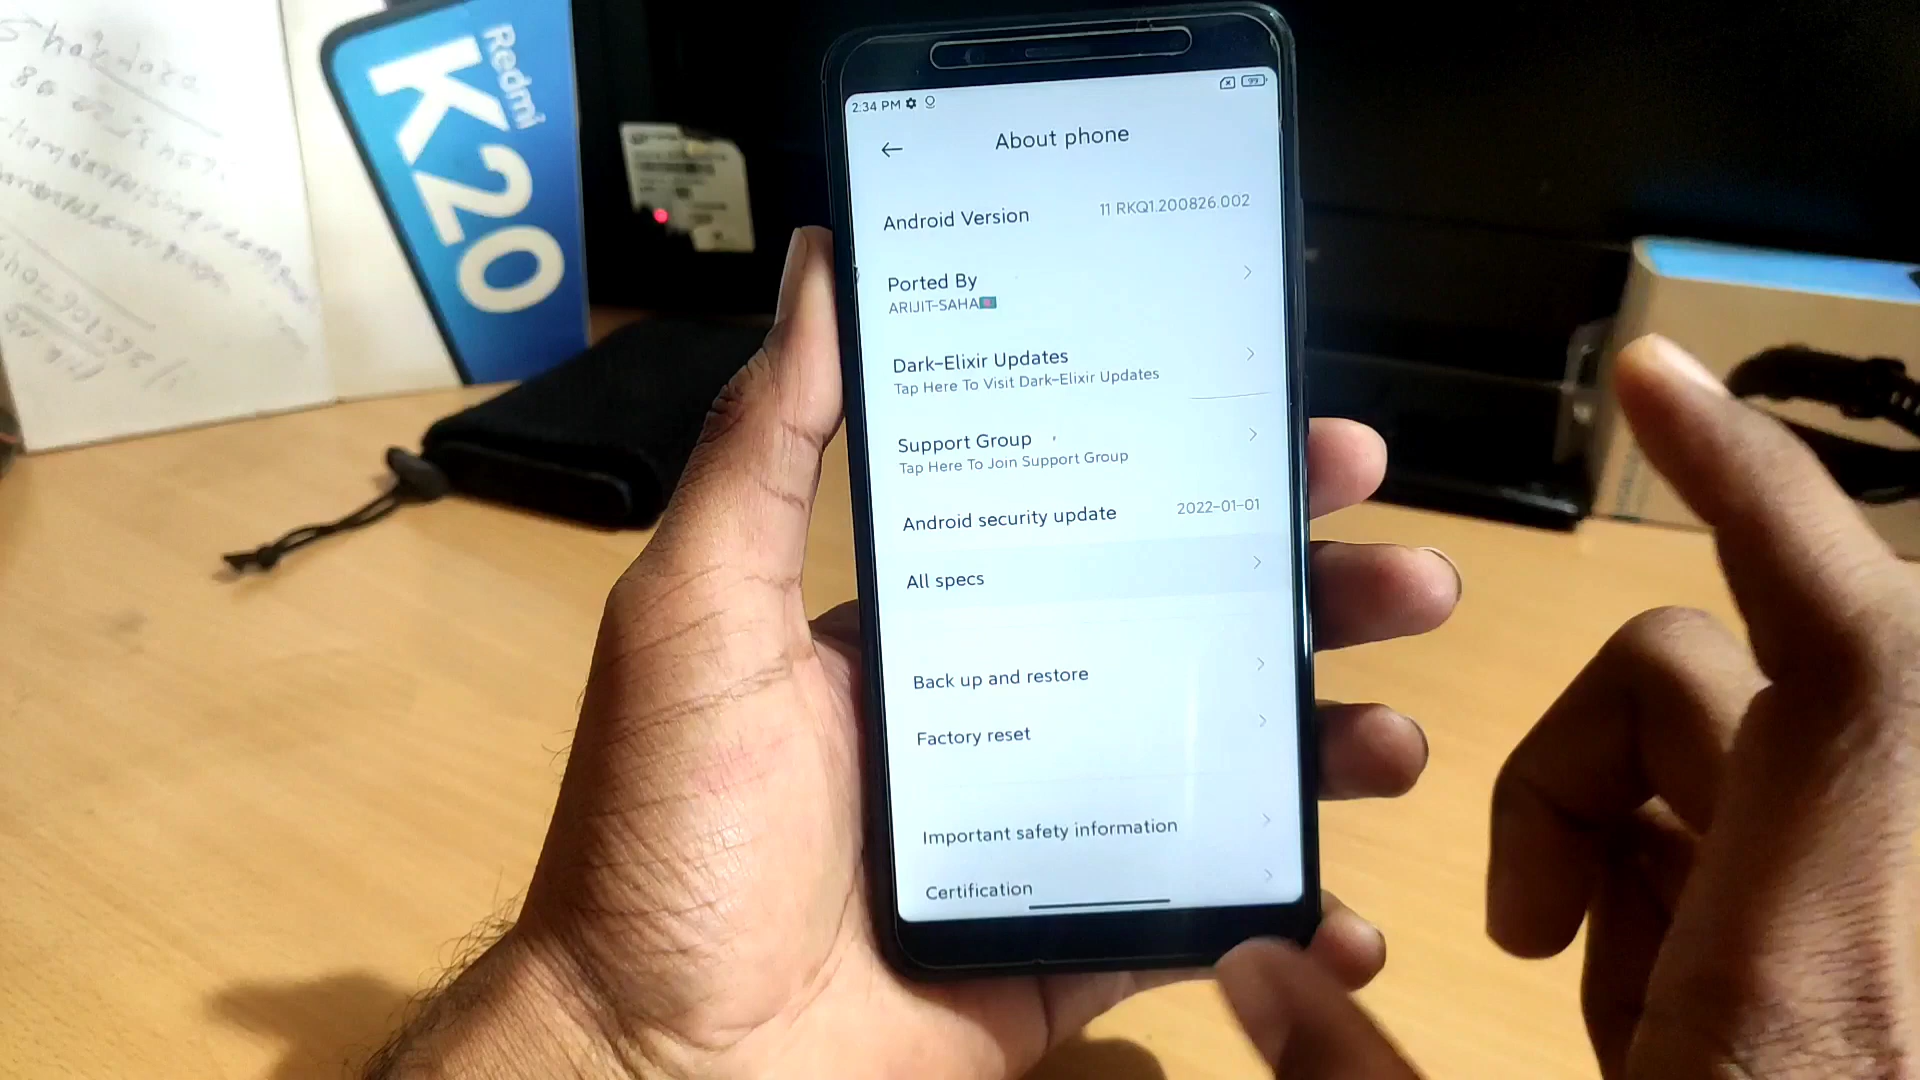 Redmi
K20
2:34 PM
99
About phone
Android Version
11 RKQ1.200826.002
Ported By
ARIJIT-SAHA🇧🇩
Dark-Elixir Updates
Tap Here To Visit Dark-Elixir Updates
Support Group
Tap Here To Join Support Group
Android security update
2022-01-01
All specs
Back up and restore
Factory reset
Important safety information
Certification